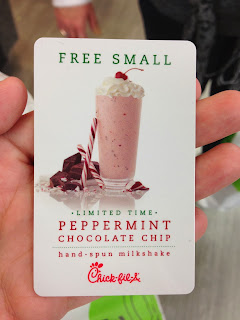 FREE SMALL
• LIMITED TIME •
PEPPERMINT
CHOCOLATE CHIP
hand-spun milkshake
Chick-fil-A